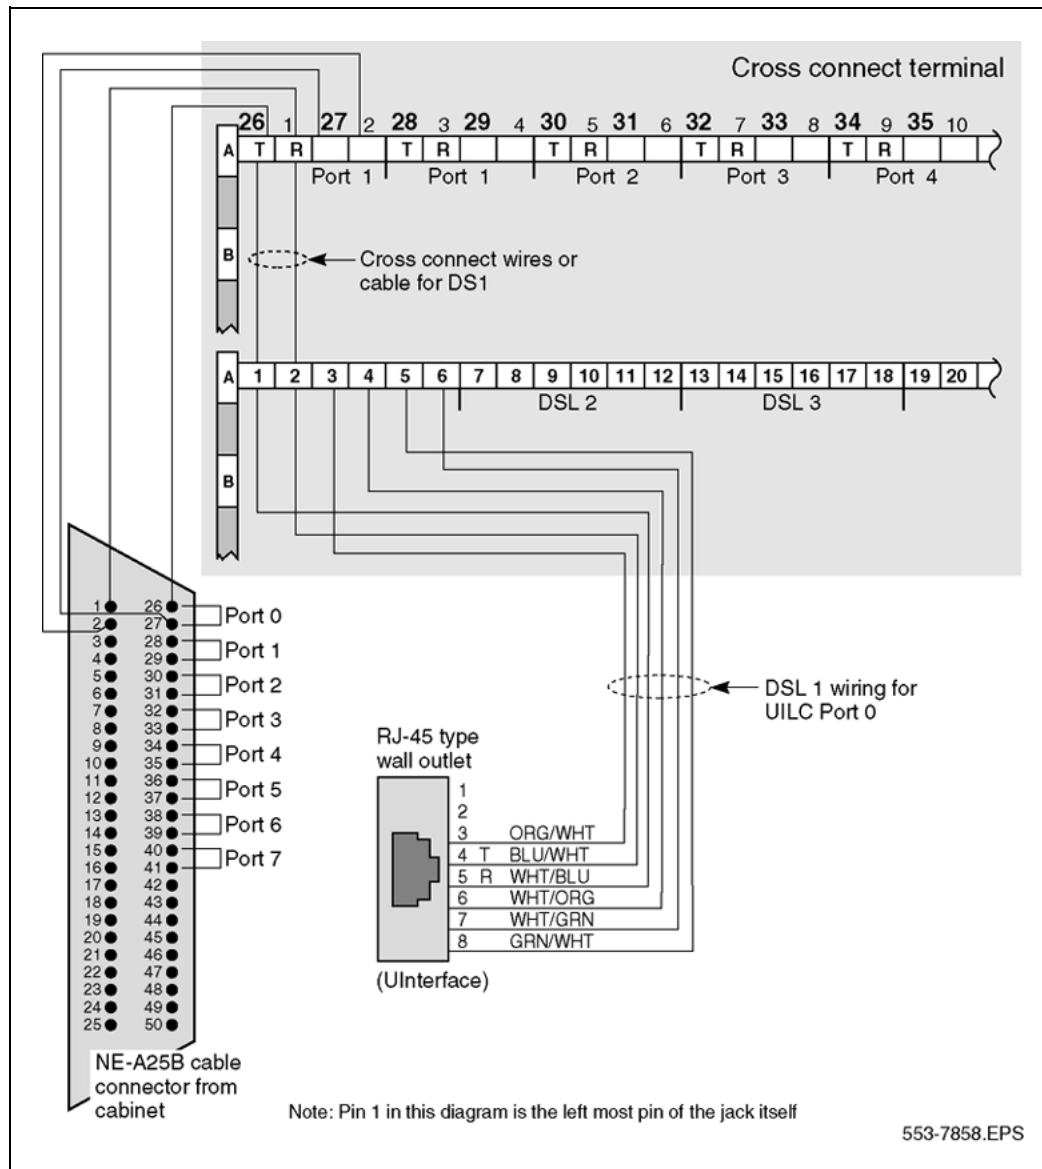 Cross connect terminal
26 1 27 2 28 3 29 4 30 5 31 6 32 7 33 8 34 9 35 10
A T R T R T R T R T R
Port 1 Port 1 Port 2 Port 3 Port 4
B
Cross connect wires or
cable for DS1
A 1 2 3 4 5 6 7 8 9 10 11 12 13 14 15 16 17 18 19 20
DSL 2 DSL 3
B
1 26
2 27
Port 0
3 28
4 29
Port 1
5 30
6 31
Port 2
7 32
8 33
Port 3
9 34
10 35
Port 4
11 36
12 37
Port 5
13 38
14 39
Port 6
15 40
16 41
Port 7
17 42
18 43
19 44
20 45
21 46
22 47
23 48
24 49
25 50
NE-A25B cable
connector from
cabinet
DSL 1 wiring for
UILC Port 0
RJ-45 type
wall outlet
1
2
3 ORG/WHT
4 T BLU/WHT
5 R WHT/BLU
6 WHT/ORG
7 WHT/GRN
8 GRN/WHT
(UInterface)
Note: Pin 1 in this diagram is the left most pin of the jack itself
553-7858.EPS